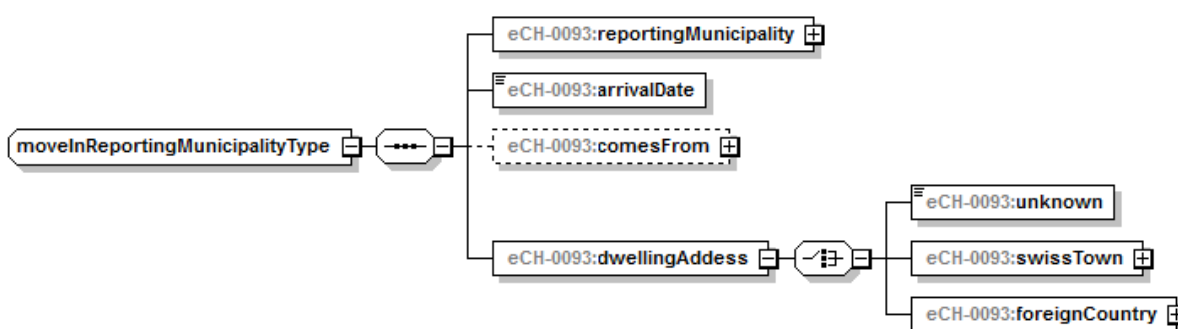 eCH-0093:reportingMunicipality
eCH-0093:arrivalDate
moveInReportingMunicipalityType
eCH-0093:comesFrom
eCH-0093:unknown
eCH-0093:dwellingAddess
eCH-0093:swissTown
eCH-0093:foreignCountry